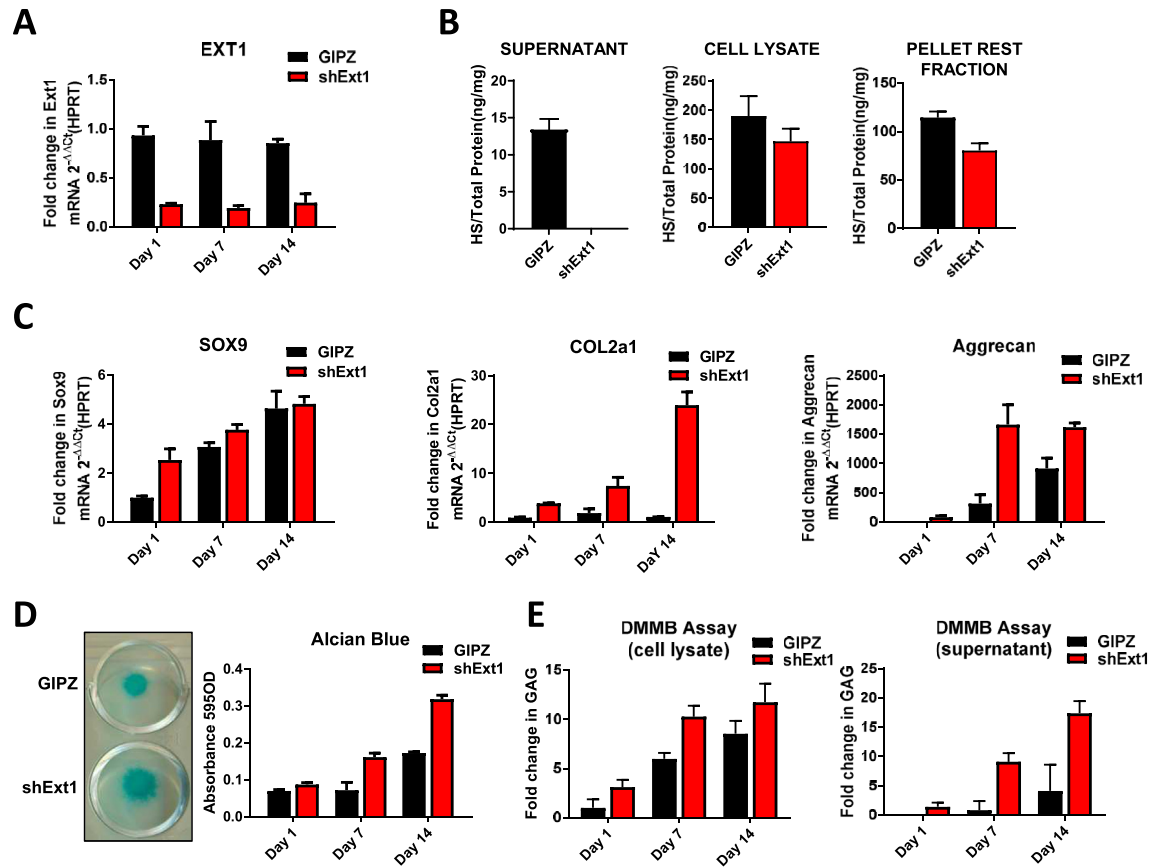 A
EXT1
GIPZ
shExt1
Fold change in Ext1
mRNA 2^-ΔΔCt(HPRT)
1.5
1.0
0.5
0.0
Day 1
Day 7
Day 14
B
SUPERNATANT
HS/Total Protein(ng/mg)
20
15
10
5
0
GIPZ
shExt1
CELL LYSATE
HS/Total Protein(ng/mg)
250
200
150
100
50
0
GIPZ
shExt1
PELLET REST
FRACTION
HS/Total Protein(ng/mg)
150
100
50
0
GIPZ
shExt1
C
SOX9
GIPZ
shExt1
Fold change in Sox9
mRNA 2^-ΔΔCt(HPRT)
6
4
2
0
Day 1
Day 7
Day 14
COL2a1
GIPZ
shExt1
Fold change in Col2a1
mRNA 2^-ΔΔCt(HPRT)
30
20
10
0
Day 1
Day 7
DaY 14
Aggrecan
GIPZ
shExt1
Fold change in Aggrecan
mRNA 2^-ΔΔCt(HPRT)
2500
2000
1500
1000
500
0
Day 1
Day 7
Day 14
D
GIPZ
shExt1
Alcian Blue
GIPZ
shExt1
Absorbance 595OD
0.4
0.3
0.2
0.1
0.0
Day 1
Day 7
Day 14
E
DMMB Assay
(cell lysate)
GIPZ
shExt1
Fold change in GAG
15
10
5
0
Day 1
Day 7
Day 14
DMMB Assay
(supernatant)
GIPZ
shExt1
Fold change in GAG
25
20
15
10
5
0
Day 1
Day 7
Day 14